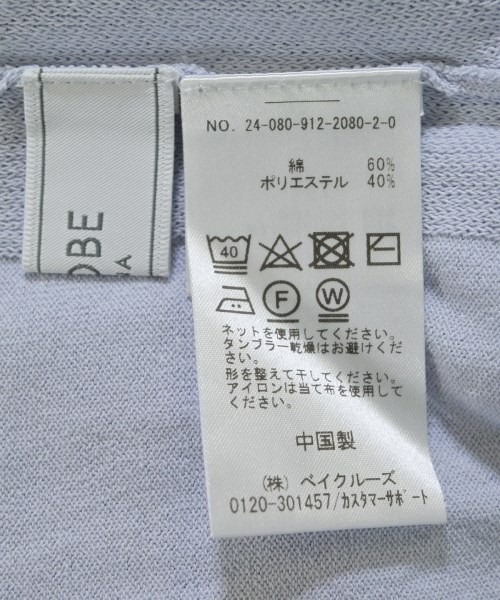 OBE
NO. 24-080-912-2080-2-0
綿 60%
ポリエステル 40%
40
F W
ネットを使用してください。
タンブラー乾燥はお避けくだ
さい。
形を整えて干してください。
アイロンは当て布を使用して
ください。
中国製
(株) ベイクルーズ
0120-301457/カスタマーサポート